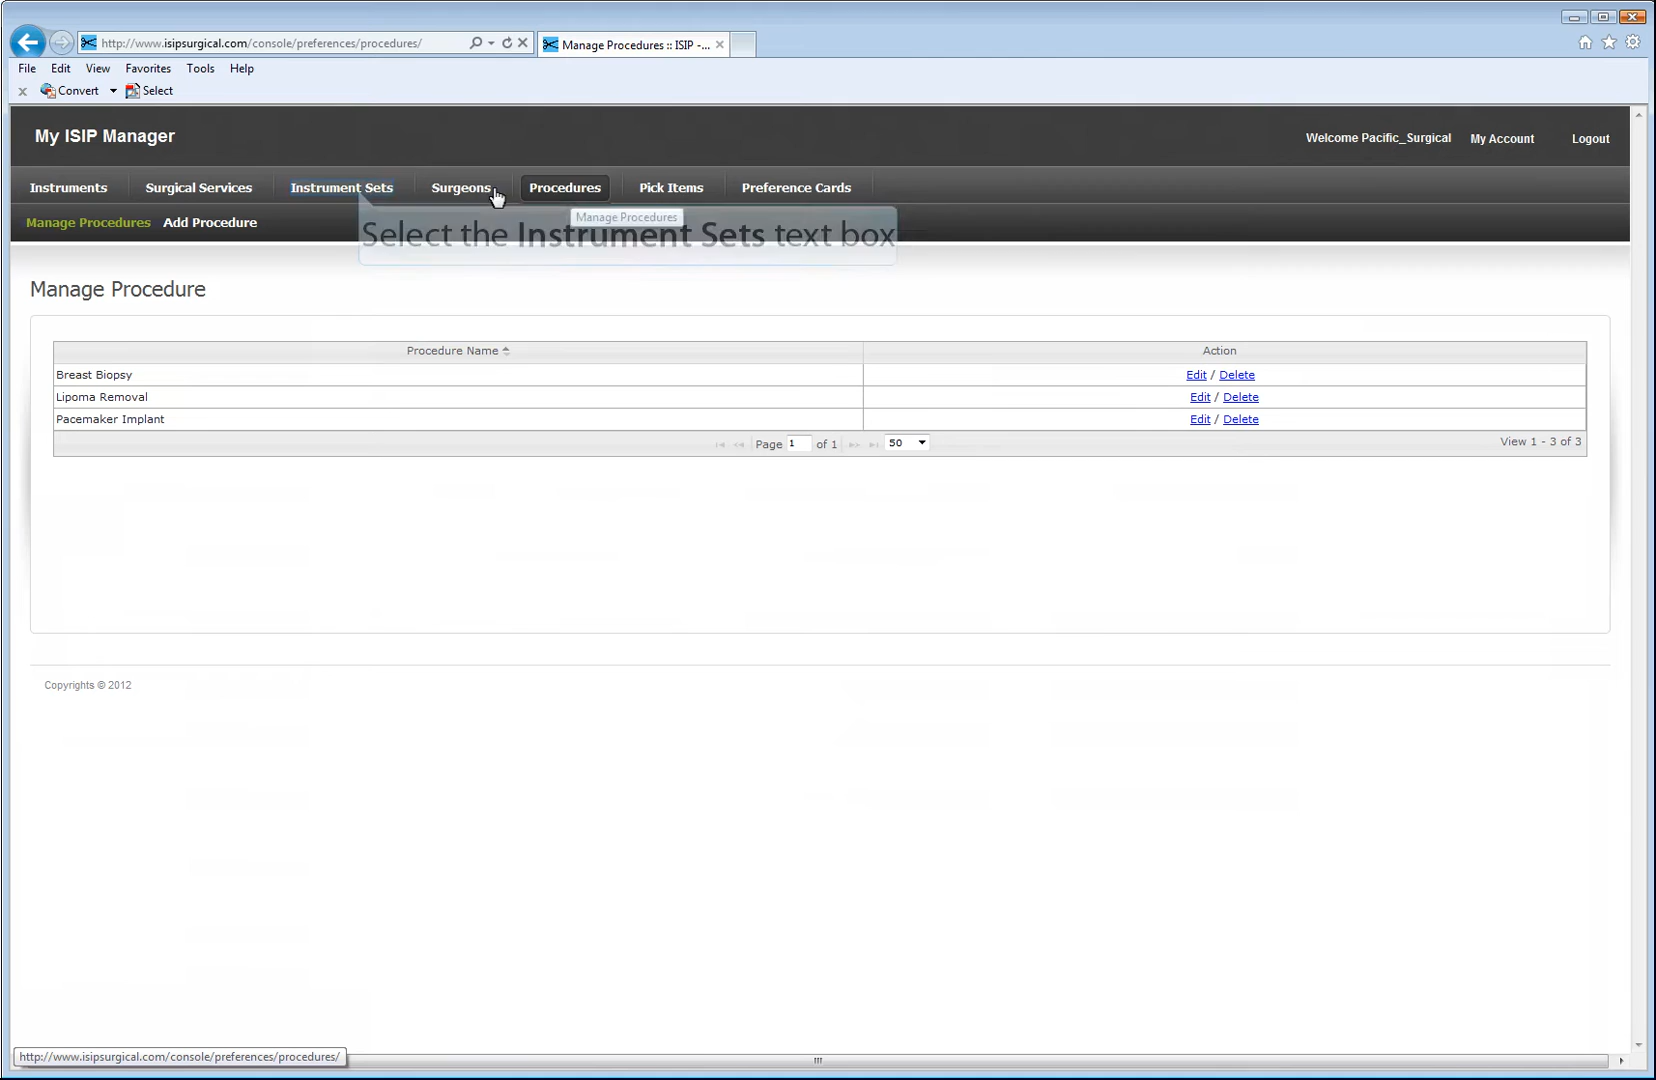 http://www.isipsurgical.com/console/preferences/procedures/
Manage Procedures :: ISIP -...
File Edit View Favorites Tools Help
x Convert Select
My ISIP Manager
Welcome Pacific_Surgical My Account Logout
Instruments Surgical Services Instrument Sets Surgeons Procedures Pick Items Preference Cards
Manage Procedures Add Procedure
Manage Procedures
Select the Instrument Sets text box
Manage Procedure
Procedure Name Action
Breast Biopsy Edit / Delete
Lipoma Removal Edit / Delete
Pacemaker Implant Edit / Delete
Page 1 of 1 50 View 1 - 3 of 3
Copyrights © 2012
http://www.isipsurgical.com/console/preferences/procedures/